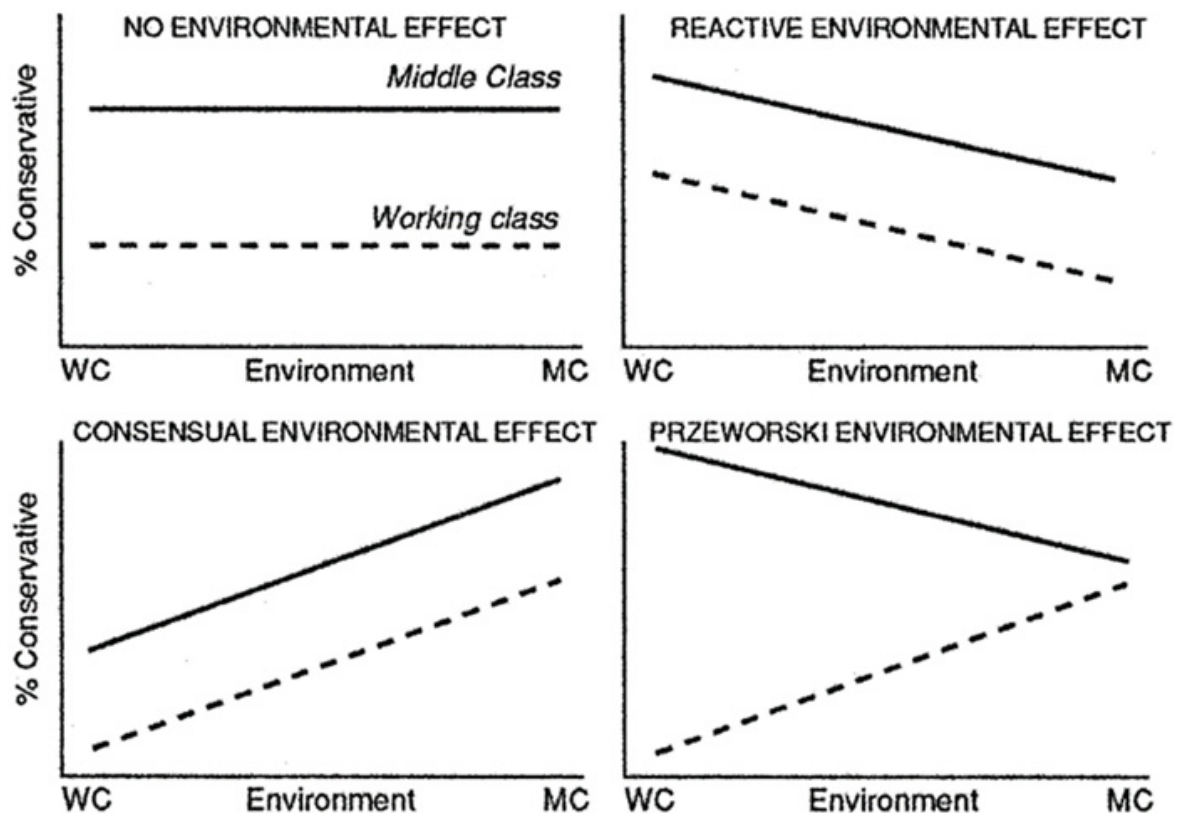 NO ENVIRONMENTAL EFFECT
% Conservative
Middle Class
Working class
WC Environment MC
REACTIVE ENVIRONMENTAL EFFECT
WC Environment MC
CONSENSUAL ENVIRONMENTAL EFFECT
% Conservative
WC Environment MC
PRZEWORSKI ENVIRONMENTAL EFFECT
WC Environment MC